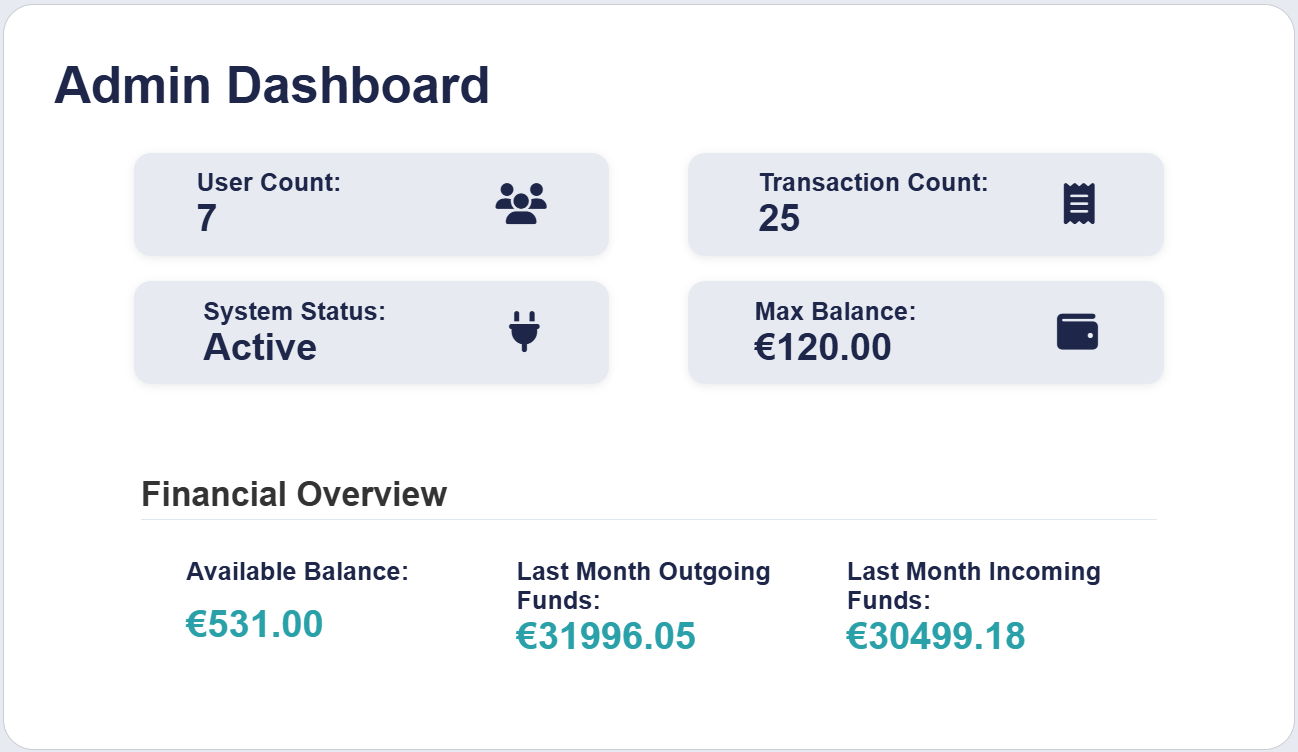 Admin Dashboard
User Count:
7
Transaction Count:
25
System Status:
Active
Max Balance:
€120.00
Financial Overview
Available Balance:
€531.00
Last Month Outgoing
Funds:
€31996.05
Last Month Incoming
Funds:
€30499.18